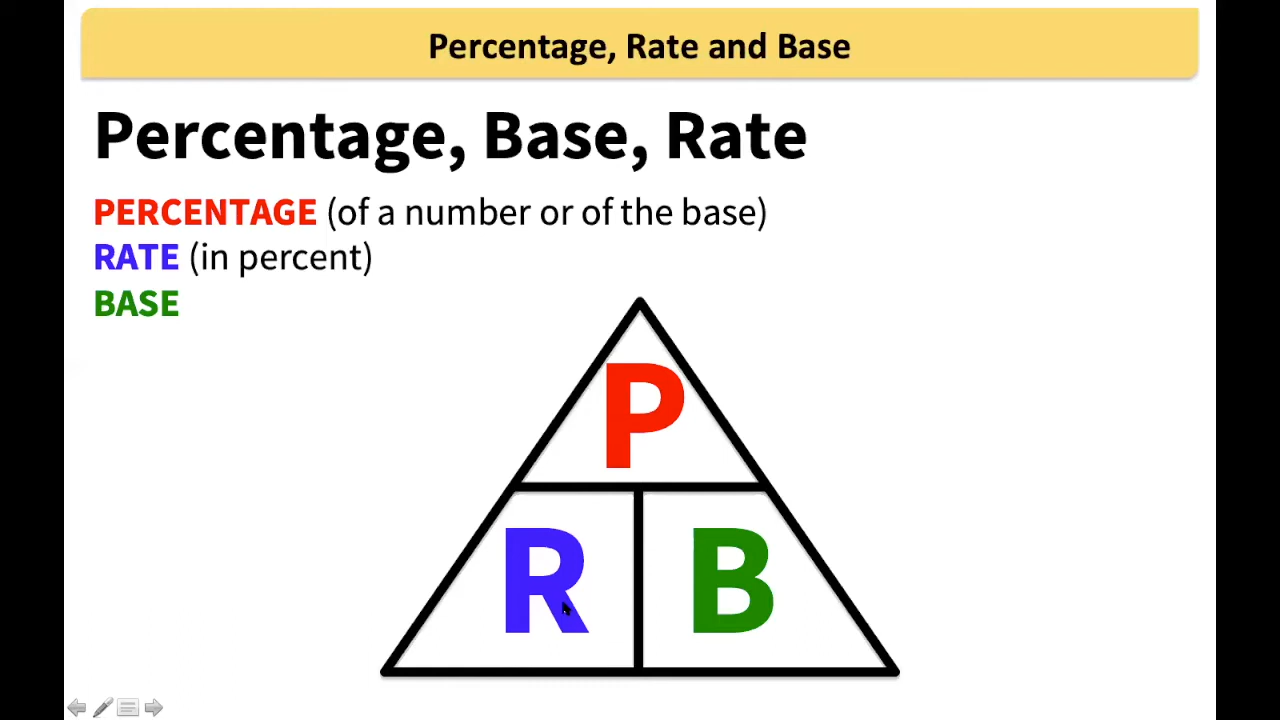 Percentage, Rate and Base
Percentage, Base, Rate
PERCENTAGE (of a number or of the base)
RATE (in percent)
BASE
P
R B